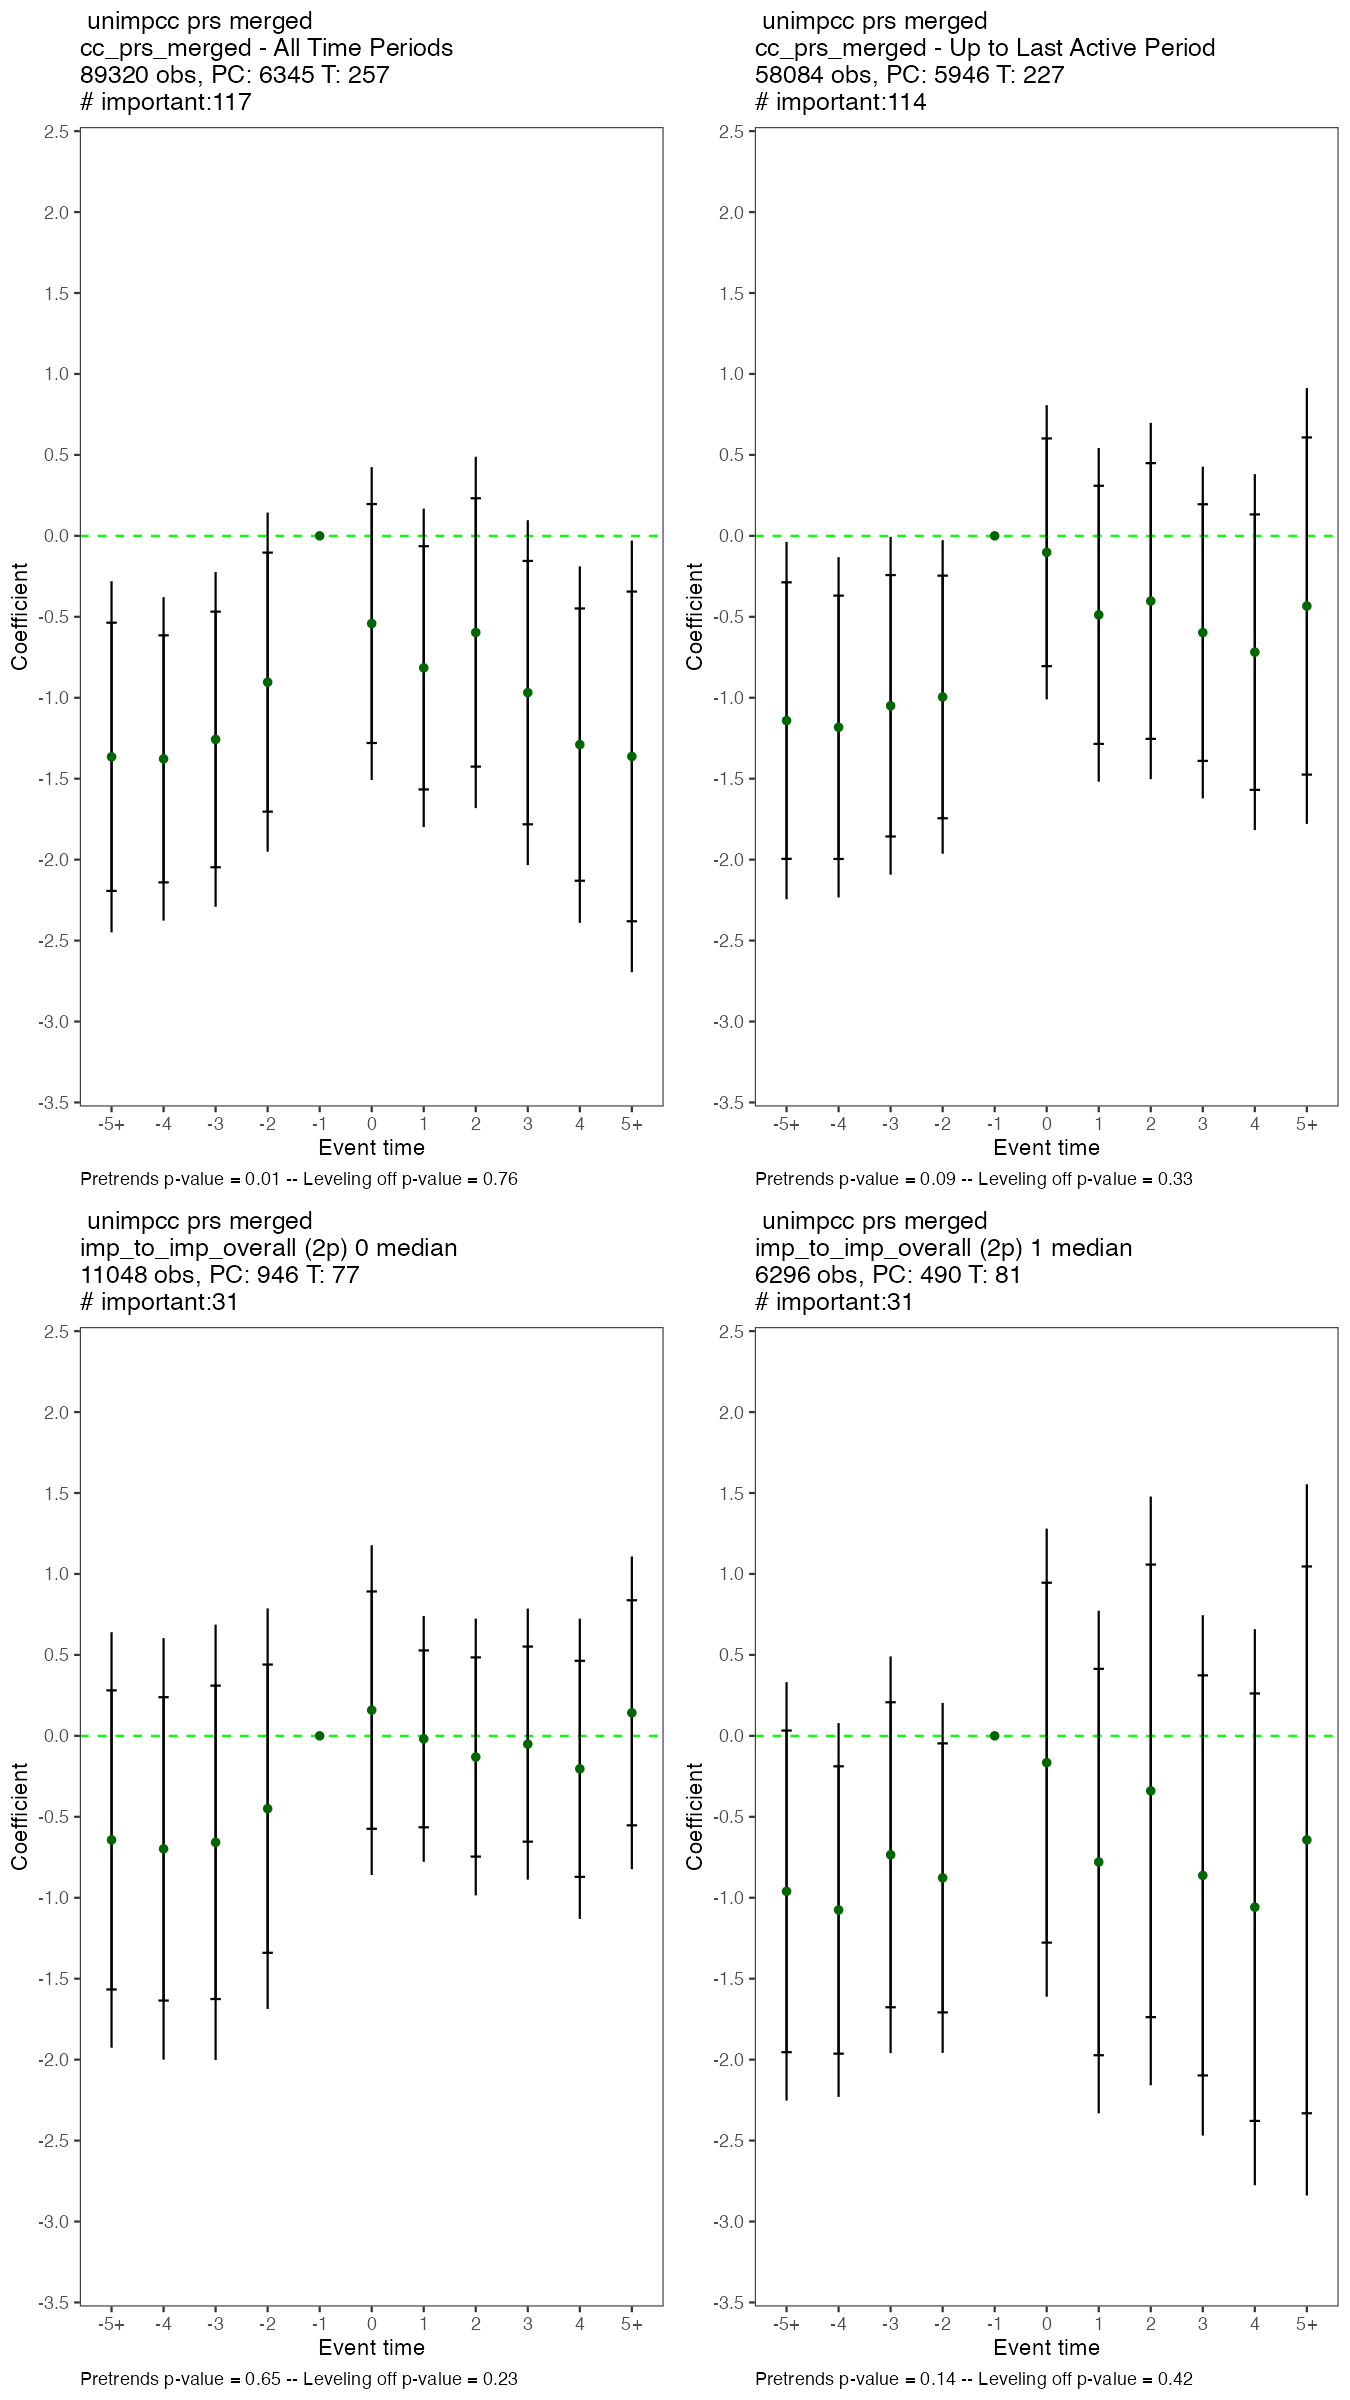 unimpcc prs merged
cc_prs_merged - All Time Periods
89320 obs, PC: 6345 T: 257
# important:117
2.5
2.0
1.5
1.0
0.5
0.0
-0.5
-1.0
-1.5
-2.0
-2.5
-3.0
-3.5
Coefficient
-5+ -4 -3 -2 -1 0 1 2 3 4 5+
Event time
Pretrends p-value = 0.01 -- Leveling off p-value = 0.76
unimpcc prs merged
cc_prs_merged - Up to Last Active Period
58084 obs, PC: 5946 T: 227
# important:114
2.5
2.0
1.5
1.0
0.5
0.0
-0.5
-1.0
-1.5
-2.0
-2.5
-3.0
-3.5
Coefficient
-5+ -4 -3 -2 -1 0 1 2 3 4 5+
Event time
Pretrends p-value = 0.09 -- Leveling off p-value = 0.33
unimpcc prs merged
imp_to_imp_overall (2p) 0 median
11048 obs, PC: 946 T: 77
# important:31
2.5
2.0
1.5
1.0
0.5
0.0
-0.5
-1.0
-1.5
-2.0
-2.5
-3.0
-3.5
Coefficient
-5+ -4 -3 -2 -1 0 1 2 3 4 5+
Event time
Pretrends p-value = 0.65 -- Leveling off p-value = 0.23
unimpcc prs merged
imp_to_imp_overall (2p) 1 median
6296 obs, PC: 490 T: 81
# important:31
2.5
2.0
1.5
1.0
0.5
0.0
-0.5
-1.0
-1.5
-2.0
-2.5
-3.0
-3.5
Coefficient
-5+ -4 -3 -2 -1 0 1 2 3 4 5+
Event time
Pretrends p-value = 0.14 -- Leveling off p-value = 0.42